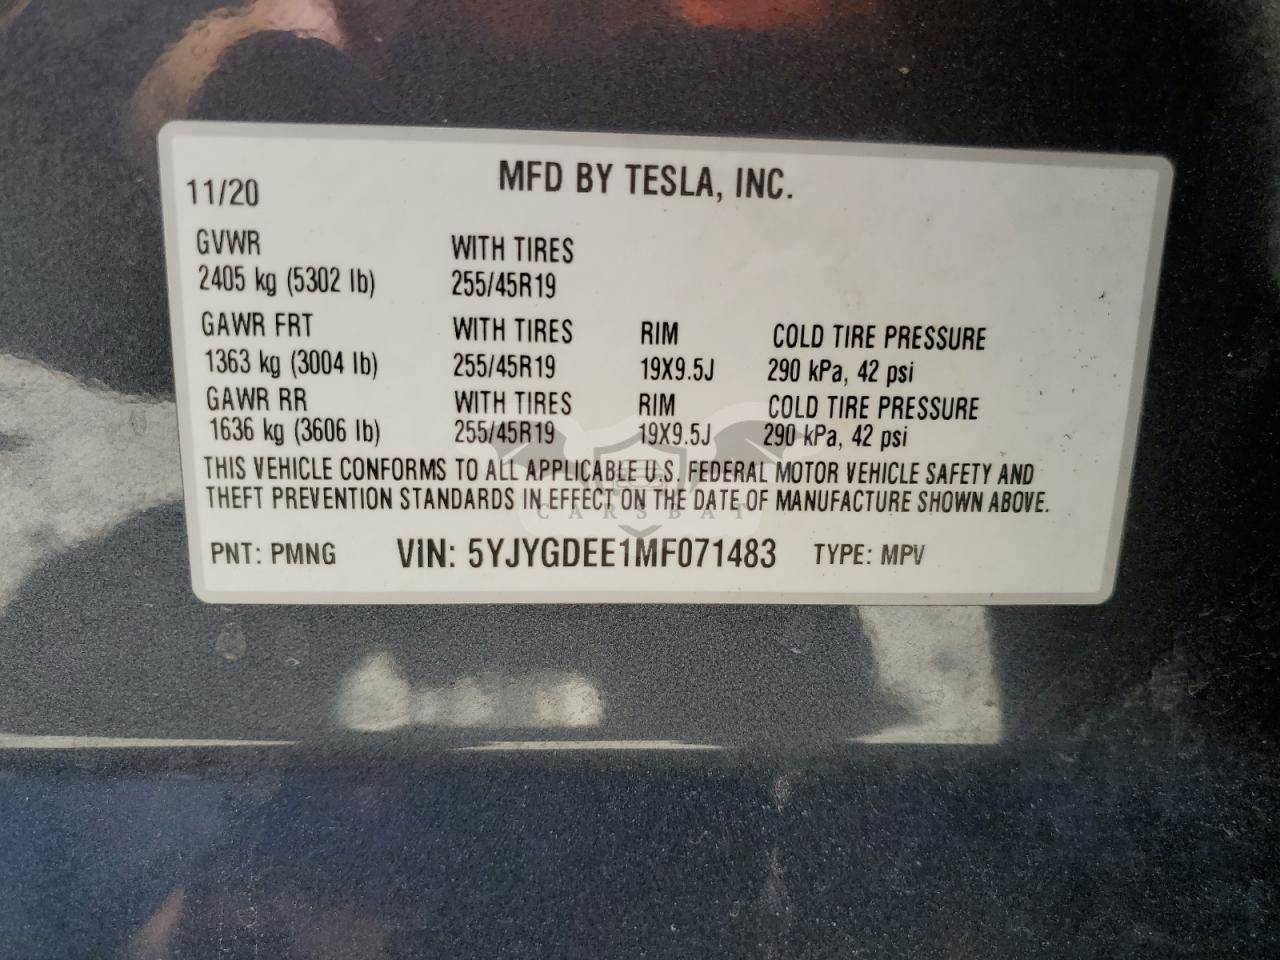 MFD BY TESLA, INC.
11/20
GVWR WITH TIRES
2405 kg (5302 lb) 255/45R19
GAWR FRT WITH TIRES RIM COLD TIRE PRESSURE
1363 kg (3004 lb) 255/45R19 19X9.5J 290 kPa, 42 psi
GAWR RR WITH TIRES RIM COLD TIRE PRESSURE
1636 kg (3606 lb) 255/45R19 19X9.5J 290 kPa, 42 psi
THIS VEHICLE CONFORMS TO ALL APPLICABLE U.S. FEDERAL MOTOR VEHICLE SAFETY AND
THEFT PREVENTION STANDARDS IN EFFECT ON THE DATE OF MANUFACTURE SHOWN ABOVE.
CARSBAT
PNT: PMNG VIN: 5YJYGDEE1MF071483 TYPE: MPV